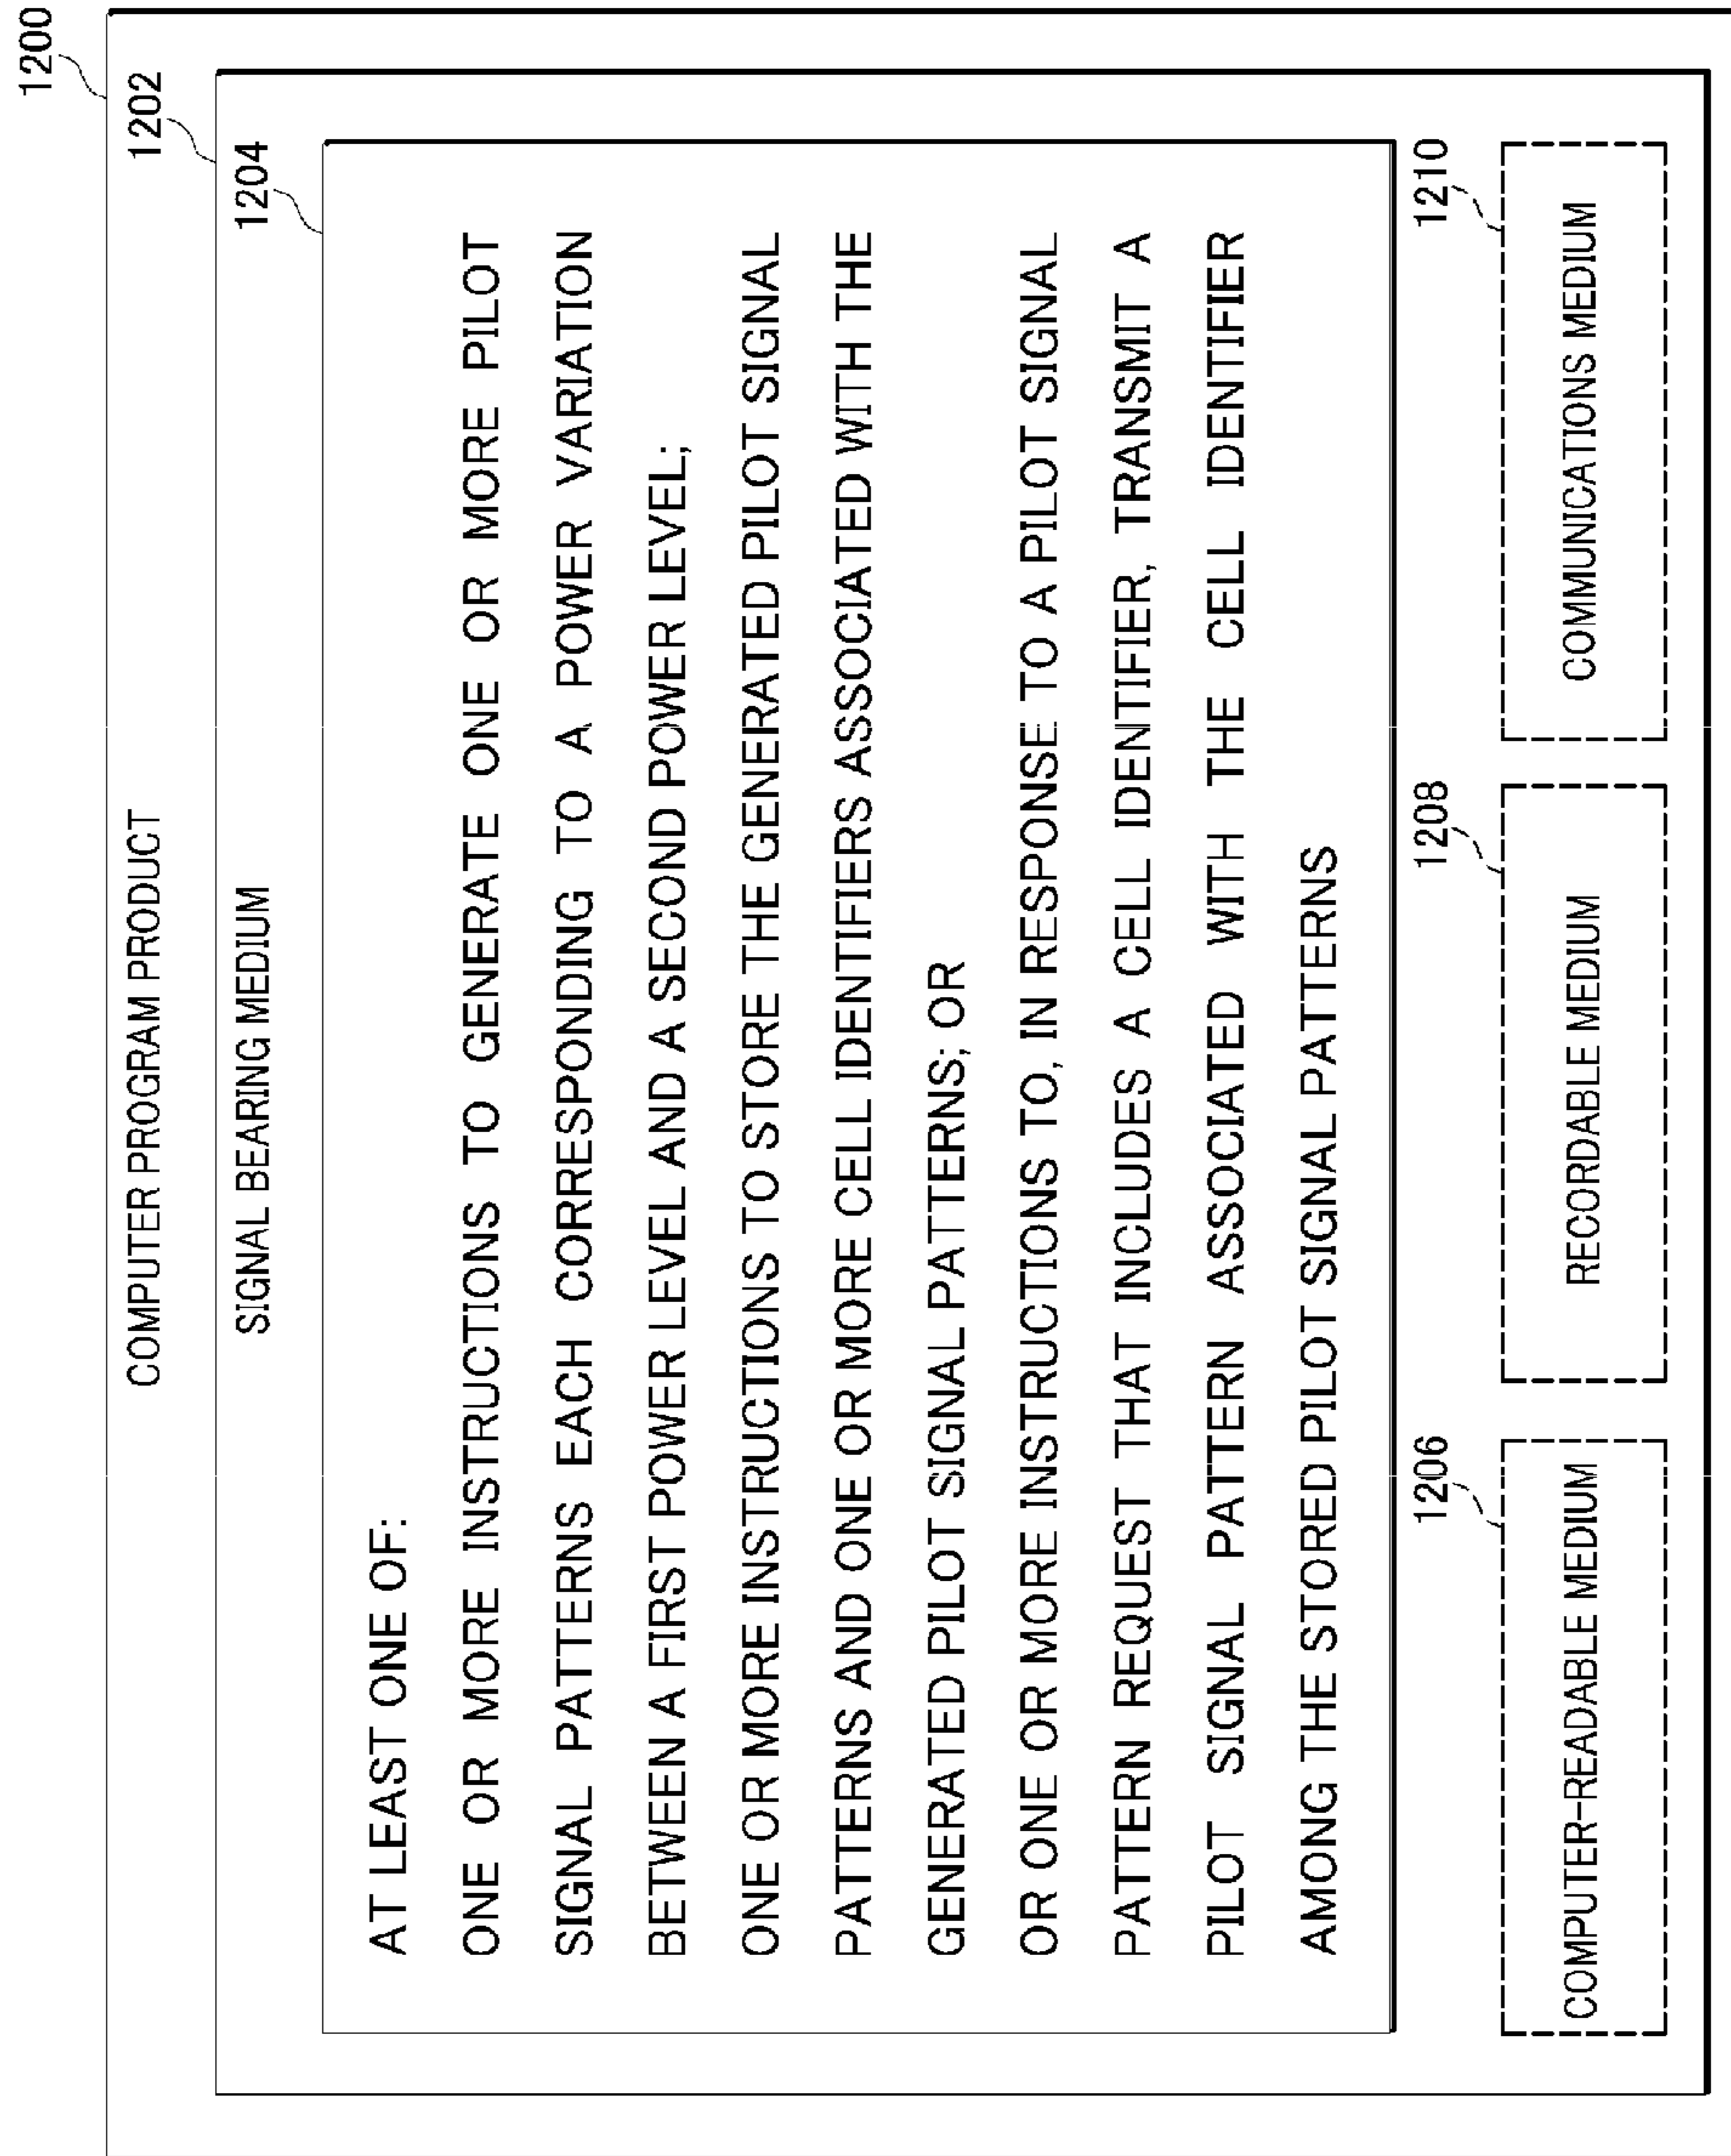 1200
COMPUTER PROGRAM PRODUCT
1202
SIGNAL BEARING MEDIUM
1204
AT LEAST ONE OF:
ONE OR MORE INSTRUCTIONS TO GENERATE ONE OR MORE PILOT
SIGNAL PATTERNS EACH CORRESPONDING TO A POWER VARIATION
BETWEEN A FIRST POWER LEVEL AND A SECOND POWER LEVEL;
ONE OR MORE INSTRUCTIONS TO STORE THE GENERATED PILOT SIGNAL
PATTERNS AND ONE OR MORE CELL IDENTIFIERS ASSOCIATED WITH THE
GENERATED PILOT SIGNAL PATTERNS; OR
OR ONE OR MORE INSTRUCTIONS TO, IN RESPONSE TO A PILOT SIGNAL
PATTERN REQUEST THAT INCLUDES A CELL IDENTIFIER, TRANSMIT A
PILOT SIGNAL PATTERN ASSOCIATED WITH THE CELL IDENTIFIER
AMONG THE STORED PILOT SIGNAL PATTERNS
1206
COMPUTER-READABLE MEDIUM
1208
RECORDABLE MEDIUM
1210
COMMUNICATIONS MEDIUM